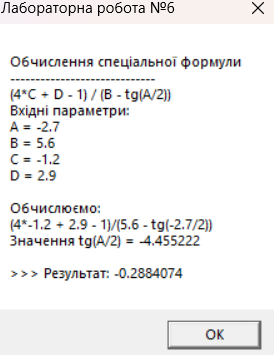 Лабораторна робота №6
Обчислення спеціальної формули
-----------------------------
(4*C + D - 1) / (B - tg(A/2))
Вхідні параметри:
A = -2.7
B = 5.6
C = -1.2
D = 2.9
Обчислюємо:
(4*-1.2 + 2.9 - 1)/(5.6 - tg(-2.7/2))
Значення tg(A/2) = -4.455222
>>> Результат: -0.2884074
OK